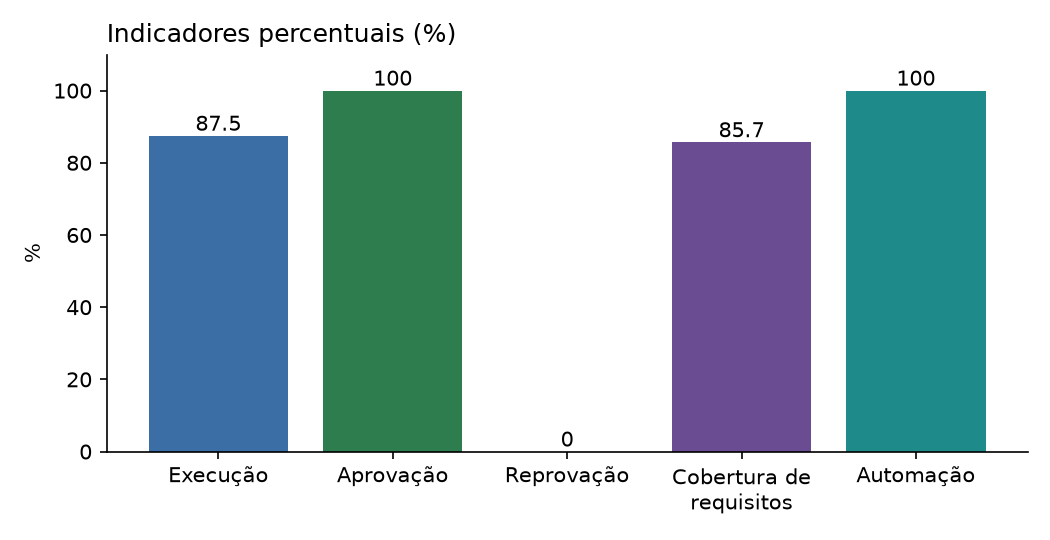 Indicadores percentuais (%)
%
100
80
60
40
20
0
87.5
100
0
85.7
100
Execução
Aprovação
Reprovação
Cobertura de
requisitos
Automação